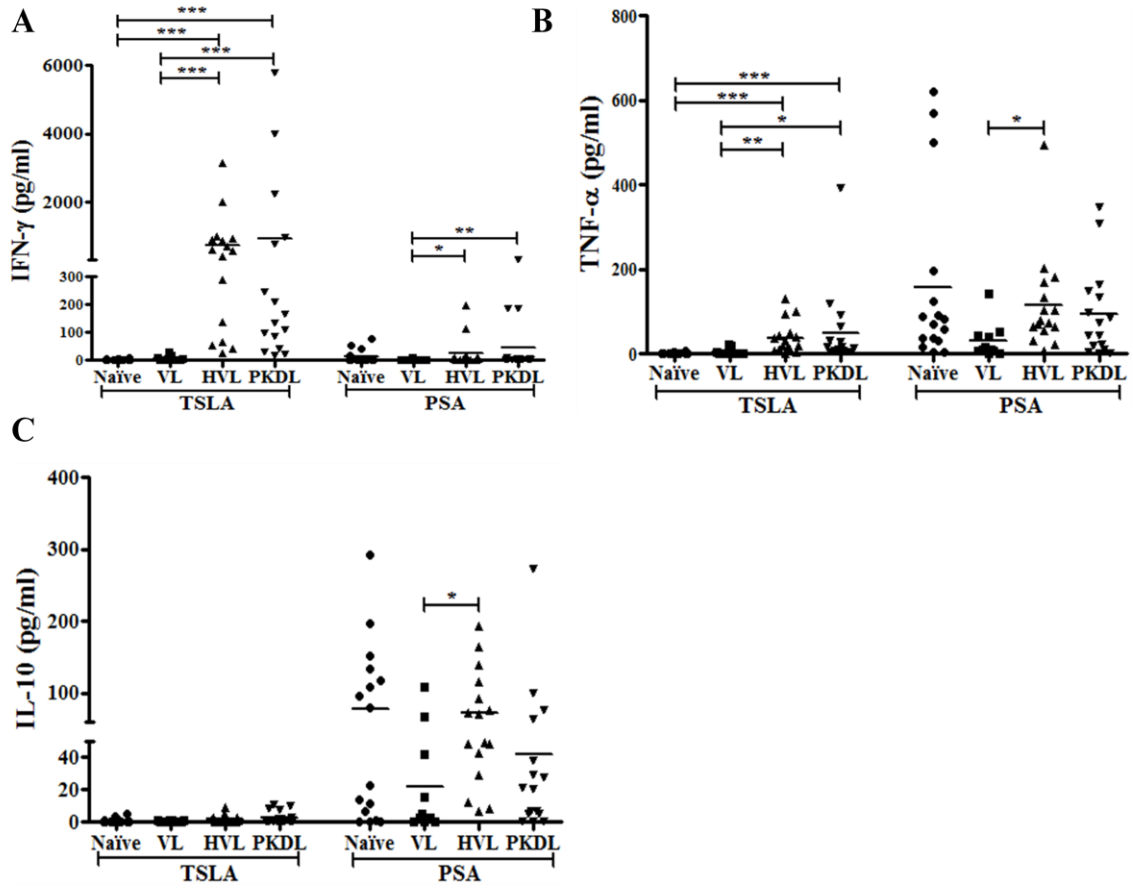 A
***
***
***
***
6000
4000
2000
300
200
100
0
IFN-γ (pg/ml)
**
*
Naïve VL HVL PKDL Naïve VL HVL PKDL
TSLA PSA
B
800
600
400
200
0
TNF-α (pg/ml)
***
***
*
**
*
Naïve VL HVL PKDL Naïve VL HVL PKDL
TSLA PSA
C
400
300
200
100
40
20
0
IL-10 (pg/ml)
*
Naïve VL HVL PKDL Naïve VL HVL PKDL
TSLA PSA